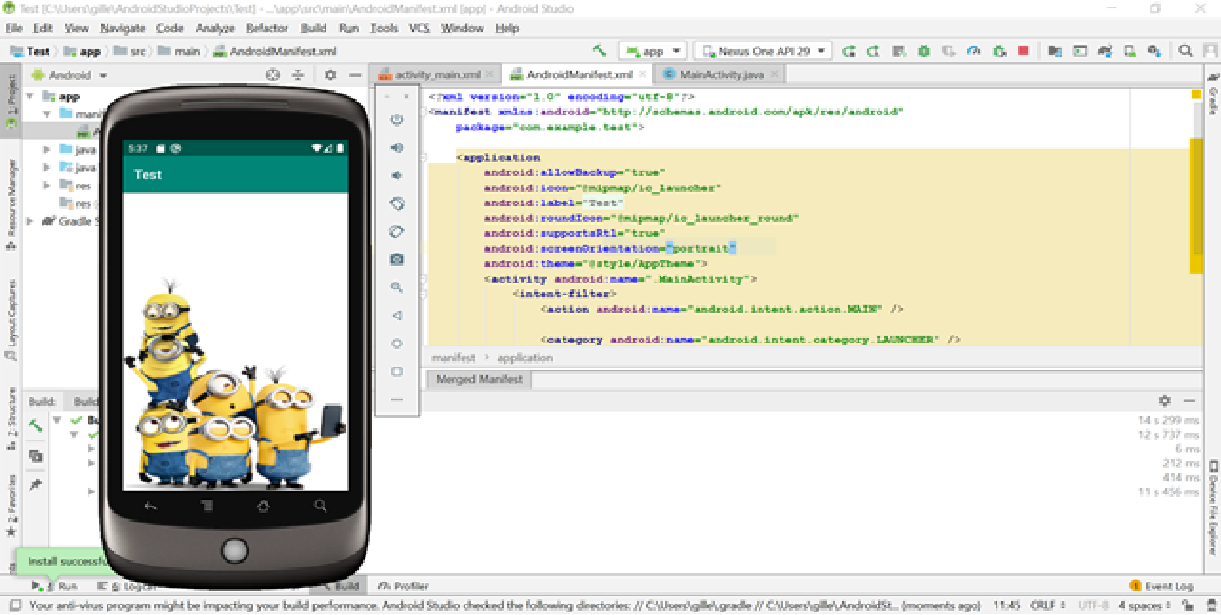 Test [C:\Users\gille\AndroidStudioProjects\Test] - ...\app\src\main\AndroidManifest.xml [app] - Android Studio
File Edit View Navigate Code Analyze Refactor Build Run Tools VCS Window Help
Test app src main AndroidManifest.xml app Nexus One API 29
Android activity_main.xml AndroidManifest.xml MainActivity.java
1: Project
Resource Manager
Layout Captures
Z: Structure
2: Favorites
app
java
java
res
res
Gradle S
5:37
Test
<?xml version="1.0" encoding="utf-8"?>
<manifest xmlns:android="http://schemas.android.com/apk/res/android"
package="com.example.test">
<application
android:allowBackup="true"
android:icon="@mipmap/ic_launcher"
android:label="Test"
android:roundIcon="@mipmap/ic_launcher_round"
android:supportsRtl="true"
android:screenOrientation="portrait"
android:theme="@style/AppTheme">
<activity android:name=".MainActivity">
<intent-filter>
<action android:name="android.intent.action.MAIN" />
<category android:name="android.intent.category.LAUNCHER" />
manifest › application
Merged Manifest
Gradle
Device File Explorer
Build: Build
14 s 299 ms
12 s 737 ms
6 ms
212 ms
414 ms
11 s 456 ms
Install successfu
Run 6: Logcat Build Profiler Event Log
Your anti-virus program might be impacting your build performance. Android Studio checked the following directories: // C:\Users\gille\.gradle // C:\Users\gille\AndroidSt... (moments ago) 11:45 CRLF UTF-8 4 spaces